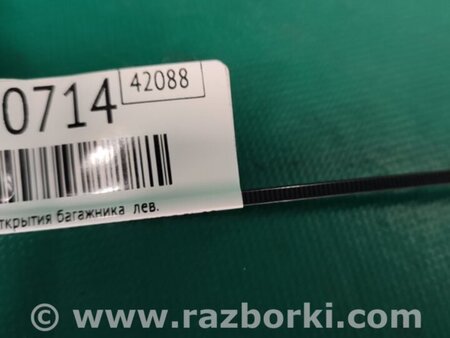 0714
42088
ткрытия багажника лев.
© www.razborki.com